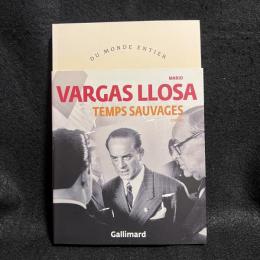 DU MONDE ENTIER
MARIO
VARGAS LLOSA
TEMPS SAUVAGES
Gallimard